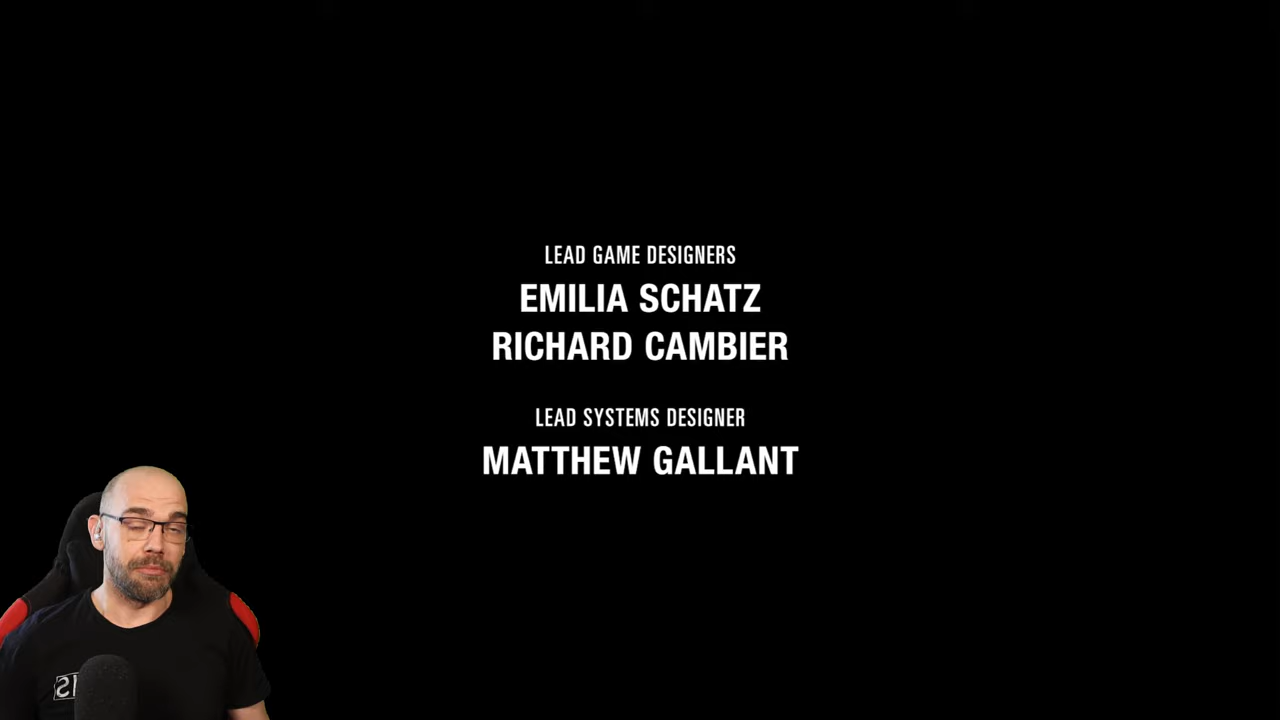 LEAD GAME DESIGNERS
EMILIA SCHATZ
RICHARD CAMBIER
LEAD SYSTEMS DESIGNER
MATTHEW GALLANT